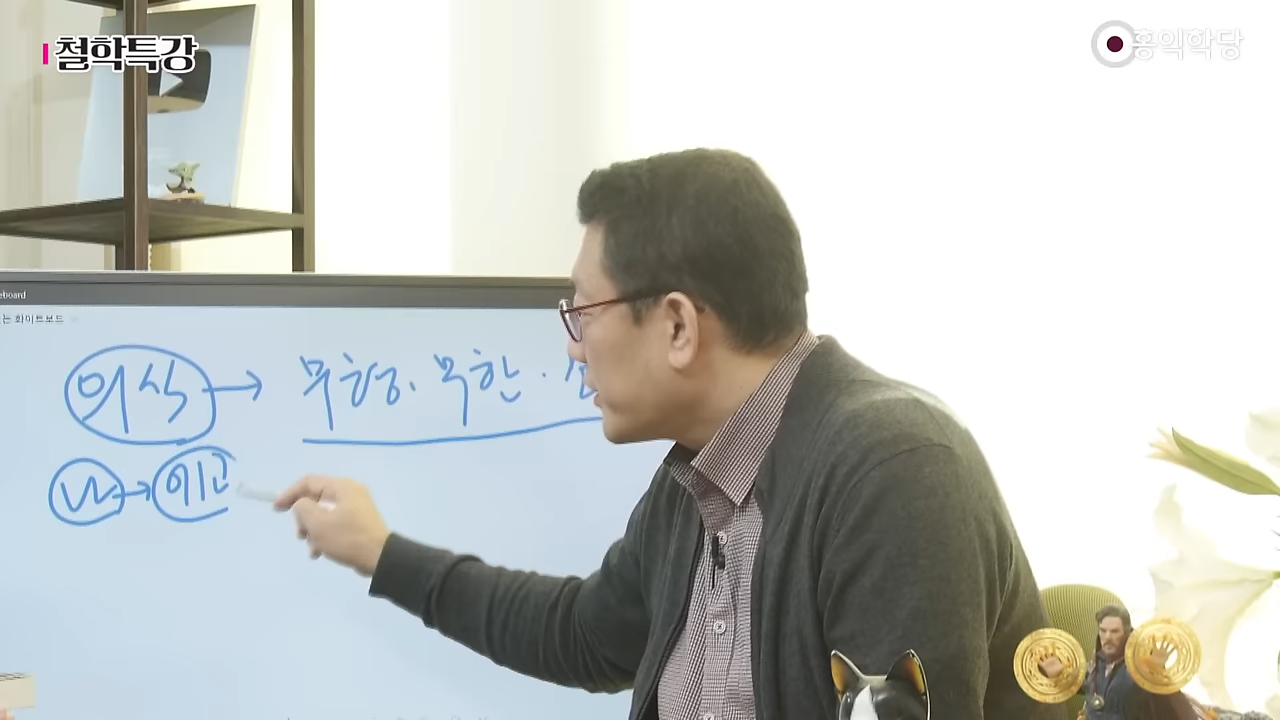 철학특강
홍익학당
eboard
는 화이트보드
의식 → 무형. 무한.
나 → 에고